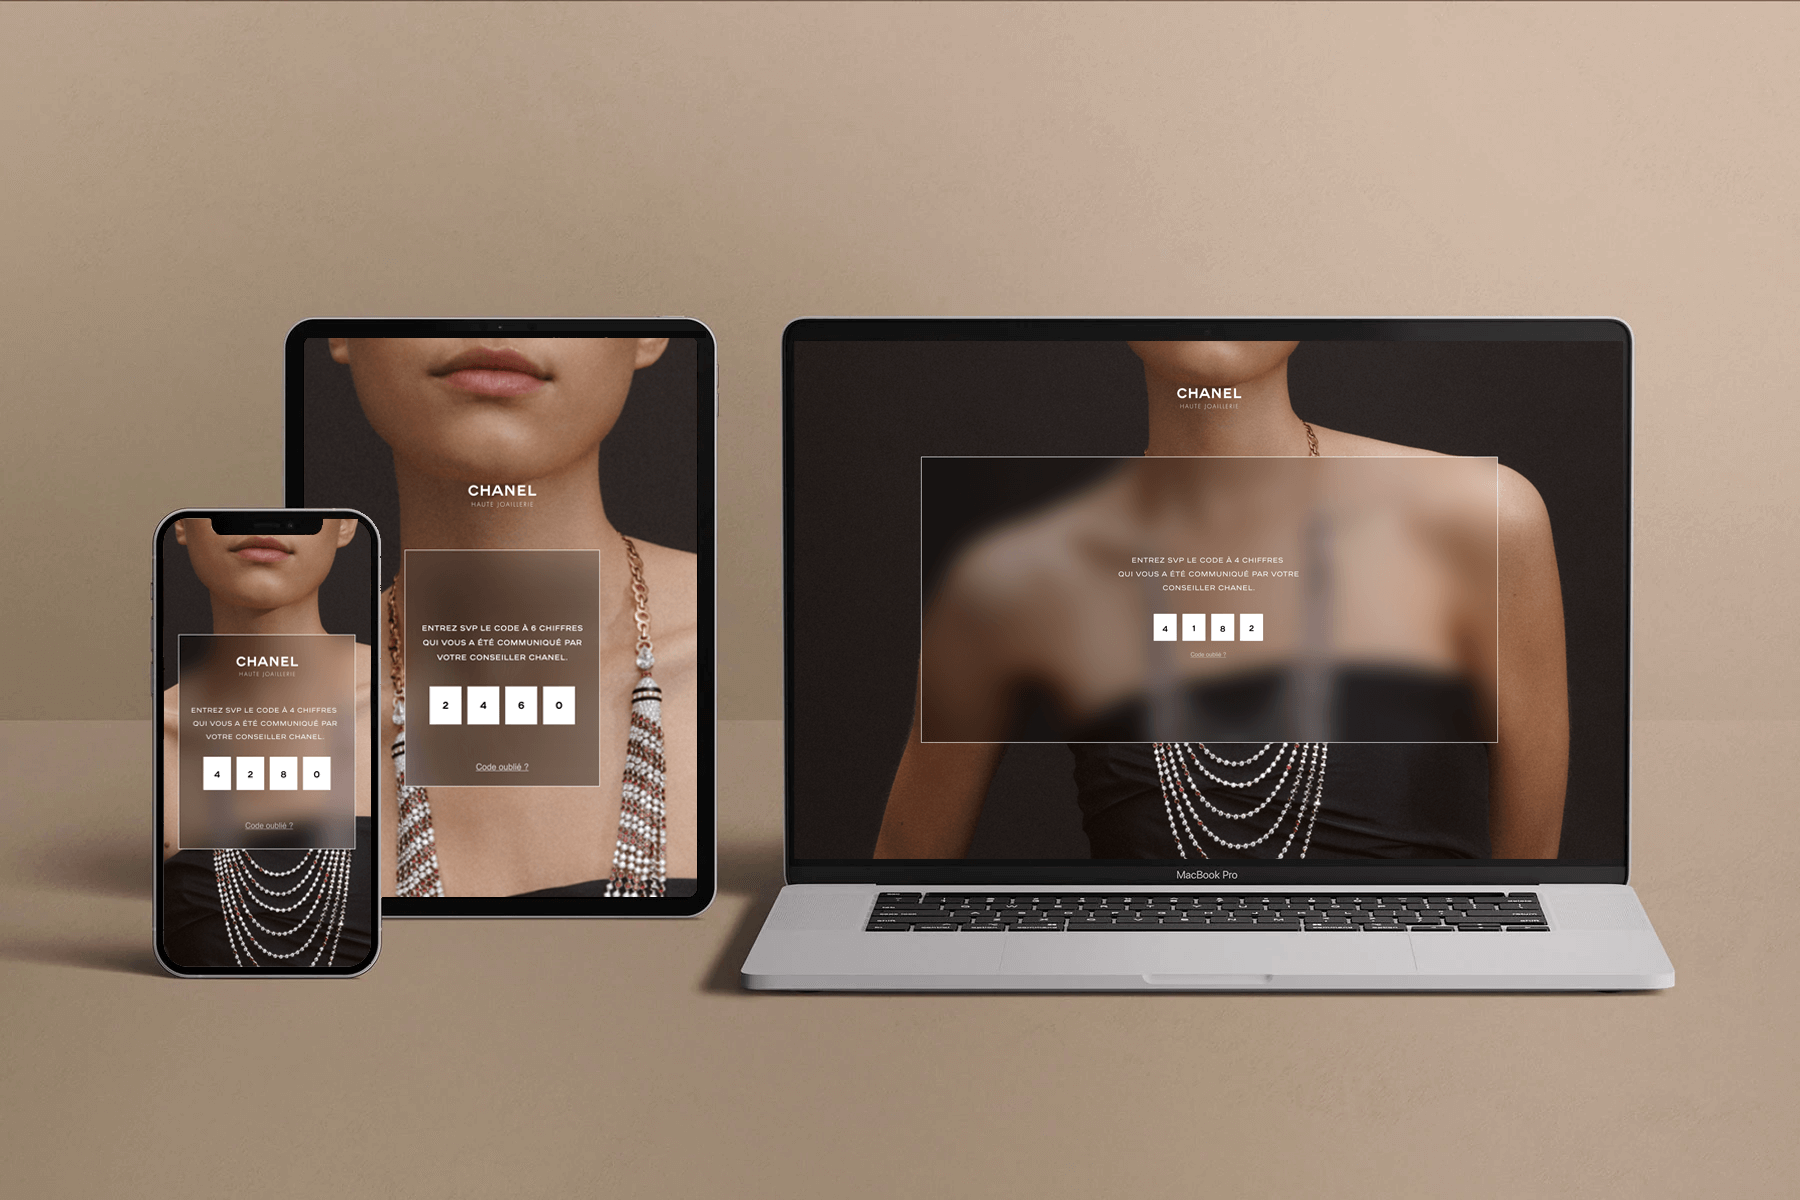 CHANEL
HAUTE JOAILLERIE
ENTREZ SVP LE CODE À 4 CHIFFRES
QUI VOUS A ÉTÉ COMMUNIQUÉ PAR
VOTRE CONSEILLER CHANEL.
4 2 8 0
Code oublié ?
CHANEL
HAUTE JOAILLERIE
ENTREZ SVP LE CODE À 6 CHIFFRES
QUI VOUS A ÉTÉ COMMUNIQUÉ PAR
VOTRE CONSEILLER CHANEL.
2 4 6 0
Code oublié ?
CHANEL
HAUTE JOAILLERIE
ENTREZ SVP LE CODE À 4 CHIFFRES
QUI VOUS A ÉTÉ COMMUNIQUÉ PAR VOTRE
CONSEILLER CHANEL.
4 1 8 2
Code oublié ?
MacBook Pro